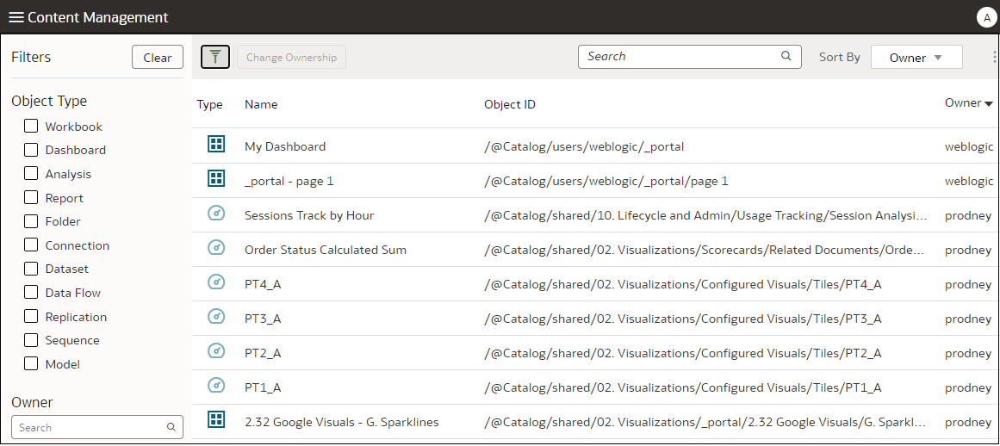 Content Management
A
Filters
Clear
Change Ownership
Search
Sort By
Owner
Object Type
Workbook
Dashboard
Analysis
Report
Folder
Connection
Dataset
Data Flow
Replication
Sequence
Model
Owner
Search
Type Name Object ID Owner
My Dashboard /@Catalog/users/weblogic/_portal weblogic
_portal - page 1 /@Catalog/users/weblogic/_portal/page 1 weblogic
Sessions Track by Hour /@Catalog/shared/10. Lifecycle and Admin/Usage Tracking/Session Analysi... prodney
Order Status Calculated Sum /@Catalog/shared/02. Visualizations/Scorecards/Related Documents/Orde... prodney
PT4_A /@Catalog/shared/02. Visualizations/Configured Visuals/Tiles/PT4_A prodney
PT3_A /@Catalog/shared/02. Visualizations/Configured Visuals/Tiles/PT3_A prodney
PT2_A /@Catalog/shared/02. Visualizations/Configured Visuals/Tiles/PT2_A prodney
PT1_A /@Catalog/shared/02. Visualizations/Configured Visuals/Tiles/PT1_A prodney
2.32 Google Visuals - G. Sparklines /@Catalog/shared/02. Visualizations/_portal/2.32 Google Visuals/G. Sparkl... prodney